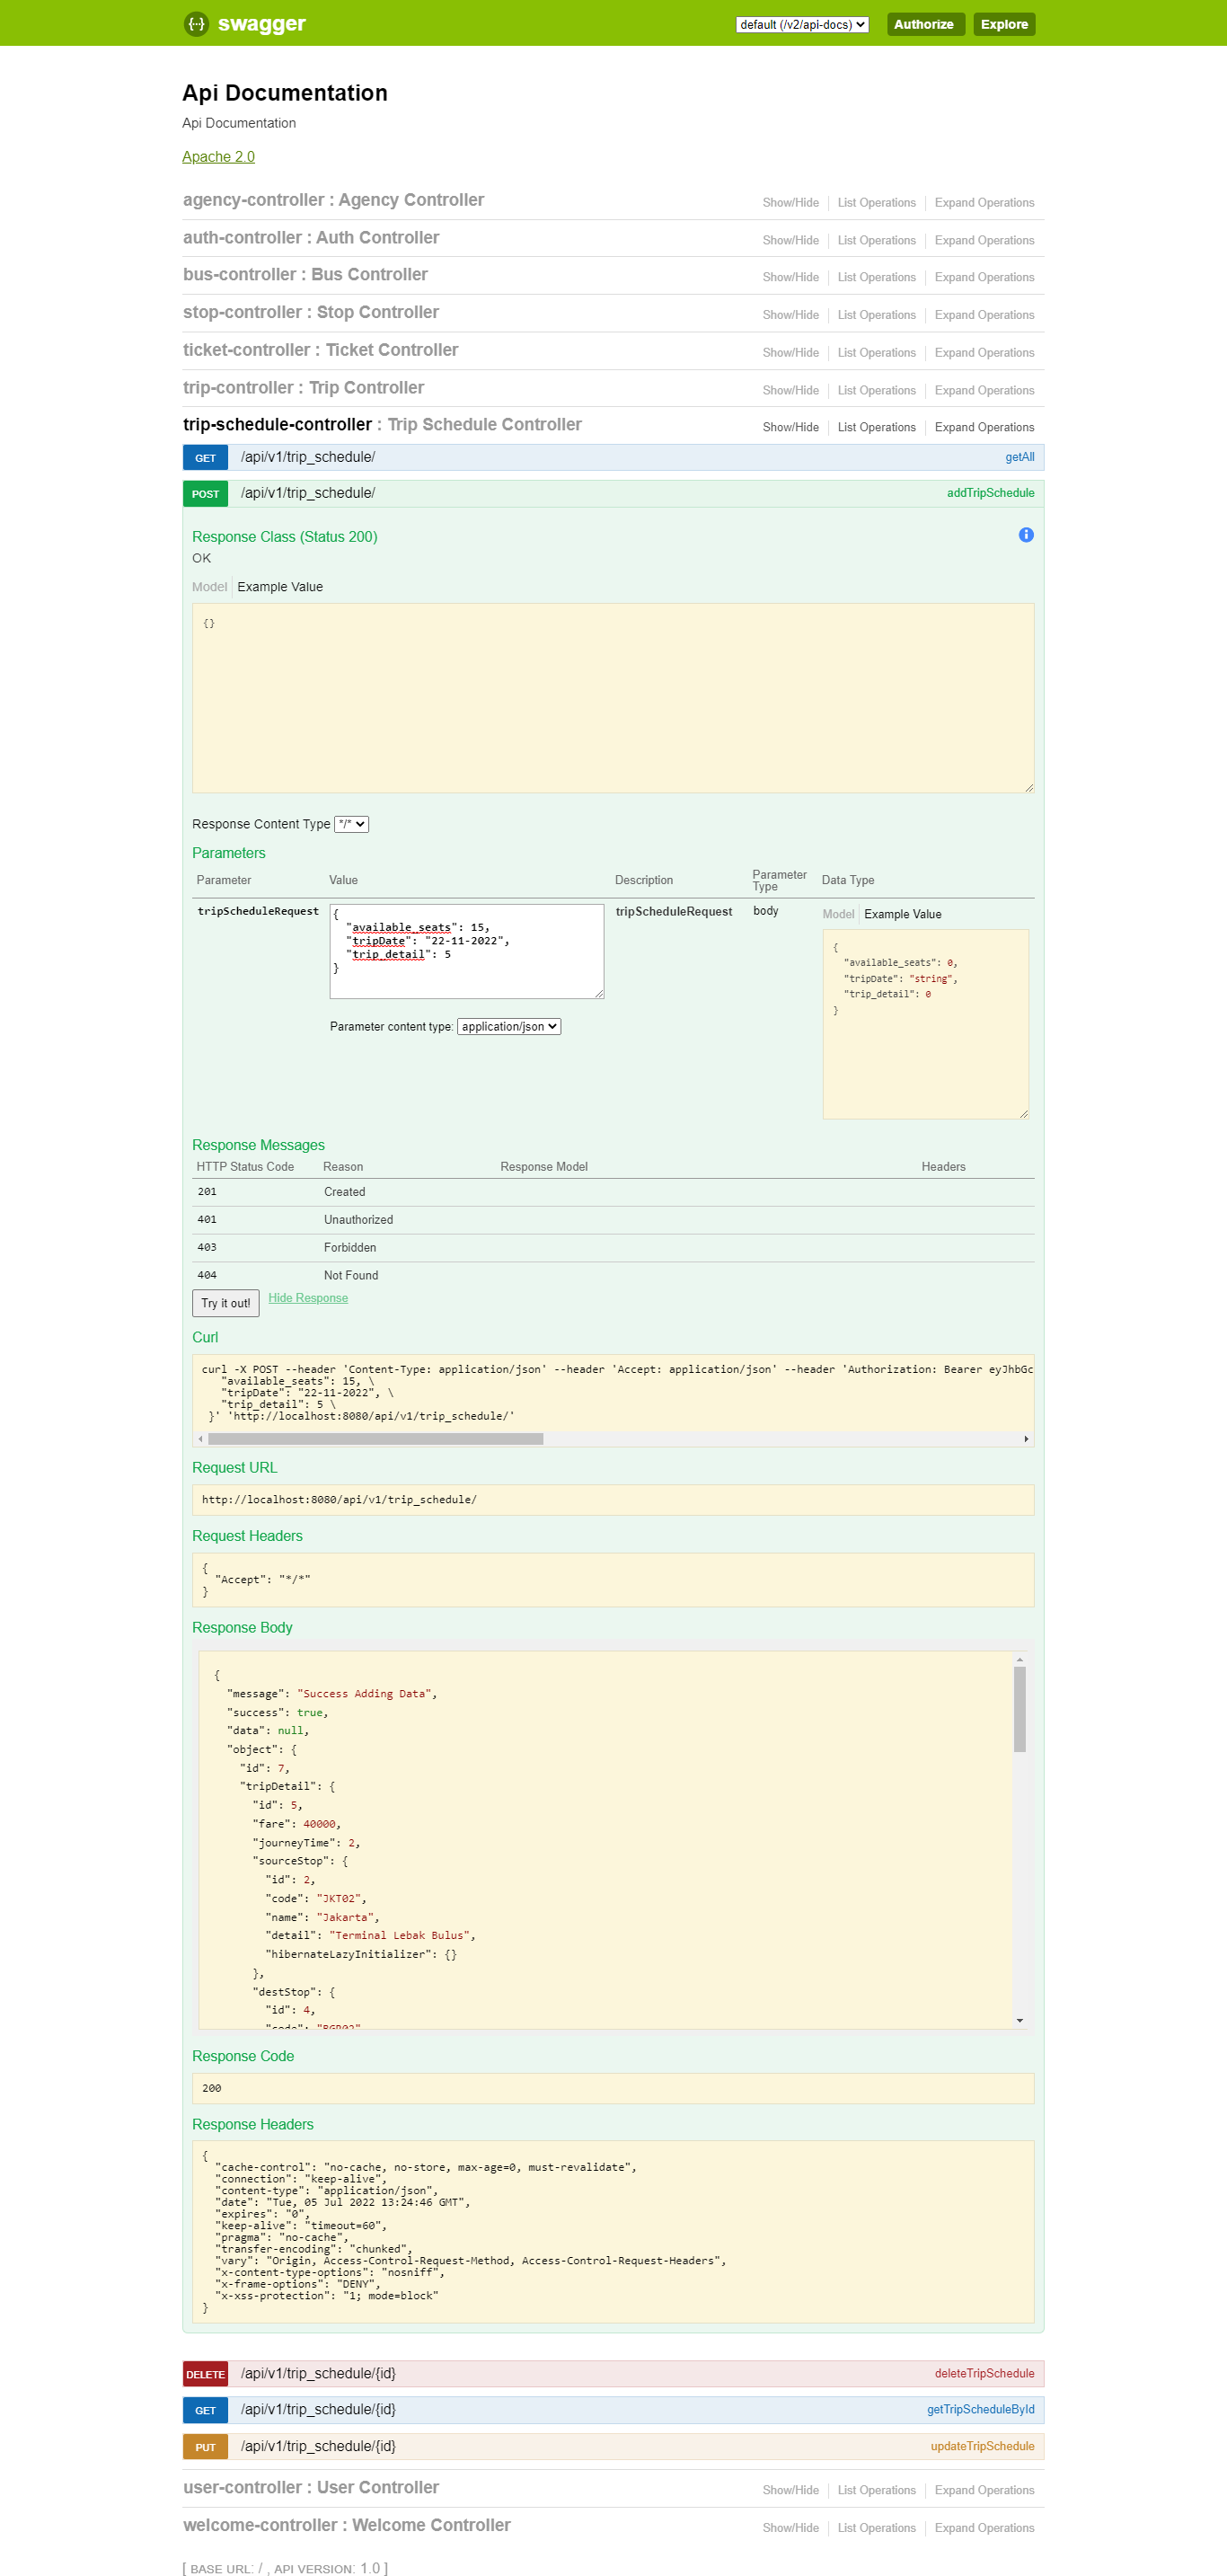 swagger
default (/v2/api-docs)
Authorize
Explore
Api Documentation
Api Documentation
Apache 2.0
agency-controller : Agency Controller
Show/Hide
List Operations
Expand Operations
auth-controller : Auth Controller
Show/Hide
List Operations
Expand Operations
bus-controller : Bus Controller
Show/Hide
List Operations
Expand Operations
stop-controller : Stop Controller
Show/Hide
List Operations
Expand Operations
ticket-controller : Ticket Controller
Show/Hide
List Operations
Expand Operations
trip-controller : Trip Controller
Show/Hide
List Operations
Expand Operations
trip-schedule-controller : Trip Schedule Controller
Show/Hide
List Operations
Expand Operations
GET /api/v1/trip_schedule/ getAll
POST /api/v1/trip_schedule/ addTripSchedule
Response Class (Status 200)
OK
Model Example Value
{}
Response Content Type */*
Parameters
Parameter Value Description Parameter Type Data Type
tripScheduleRequest
{
"available_seats": 15,
"tripDate": "22-11-2022",
"trip_detail": 5
}
Parameter content type: application/json
tripScheduleRequest
body
Model Example Value
{
"available_seats": 0,
"tripDate": "string",
"trip_detail": 0
}
Response Messages
HTTP Status Code Reason Response Model Headers
201 Created
401 Unauthorized
403 Forbidden
404 Not Found
Try it out! Hide Response
Curl
curl -X POST --header 'Content-Type: application/json' --header 'Accept: application/json' --header 'Authorization: Bearer eyJhbGc
"available_seats": 15, \
"tripDate": "22-11-2022", \
"trip_detail": 5 \
}' 'http://localhost:8080/api/v1/trip_schedule/'
Request URL
http://localhost:8080/api/v1/trip_schedule/
Request Headers
{
"Accept": "*/*"
}
Response Body
{
"message": "Success Adding Data",
"success": true,
"data": null,
"object": {
"id": 7,
"tripDetail": {
"id": 5,
"fare": 40000,
"journeyTime": 2,
"sourceStop": {
"id": 2,
"code": "JKT02",
"name": "Jakarta",
"detail": "Terminal Lebak Bulus",
"hibernateLazyInitializer": {}
},
"destStop": {
"id": 4,
"code": "BGR02"
Response Code
200
Response Headers
{
"cache-control": "no-cache, no-store, max-age=0, must-revalidate",
"connection": "keep-alive",
"content-type": "application/json",
"date": "Tue, 05 Jul 2022 13:24:46 GMT",
"expires": "0",
"keep-alive": "timeout=60",
"pragma": "no-cache",
"transfer-encoding": "chunked",
"vary": "Origin, Access-Control-Request-Method, Access-Control-Request-Headers",
"x-content-type-options": "nosniff",
"x-frame-options": "DENY",
"x-xss-protection": "1; mode=block"
}
DELETE /api/v1/trip_schedule/{id} deleteTripSchedule
GET /api/v1/trip_schedule/{id} getTripScheduleById
PUT /api/v1/trip_schedule/{id} updateTripSchedule
user-controller : User Controller
Show/Hide
List Operations
Expand Operations
welcome-controller : Welcome Controller
Show/Hide
List Operations
Expand Operations
[ BASE URL: / , API VERSION: 1.0 ]